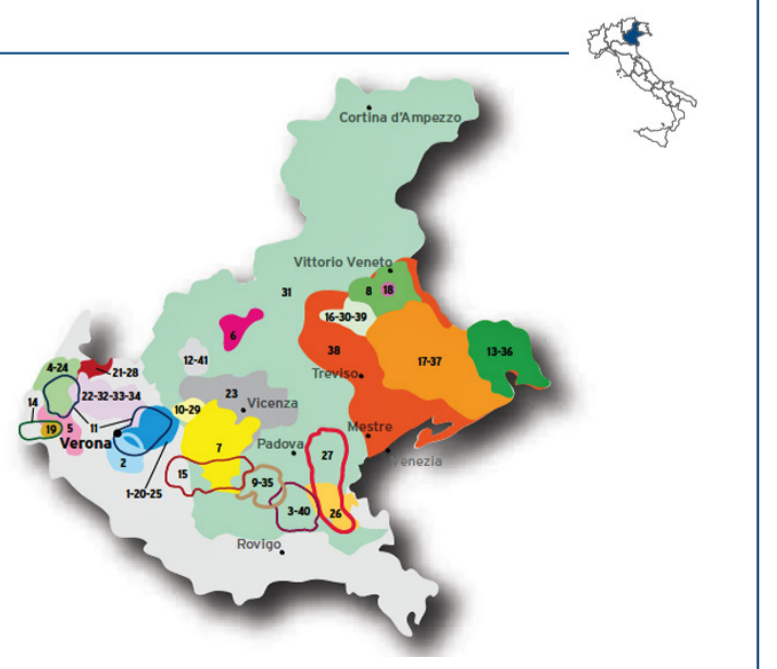 Cortina d'Ampezzo
Vittorio Veneto
31
8
18
16-30-39
6
38
17-37
13-36
12-41
Treviso
4-24
21-28
22-32-33-34
23
14
10-29
Vicenza
19
5
11
Mestre
Verona
7
Padova
27
Venezia
2
15
9-35
1-20-25
3-40
26
Rovigo